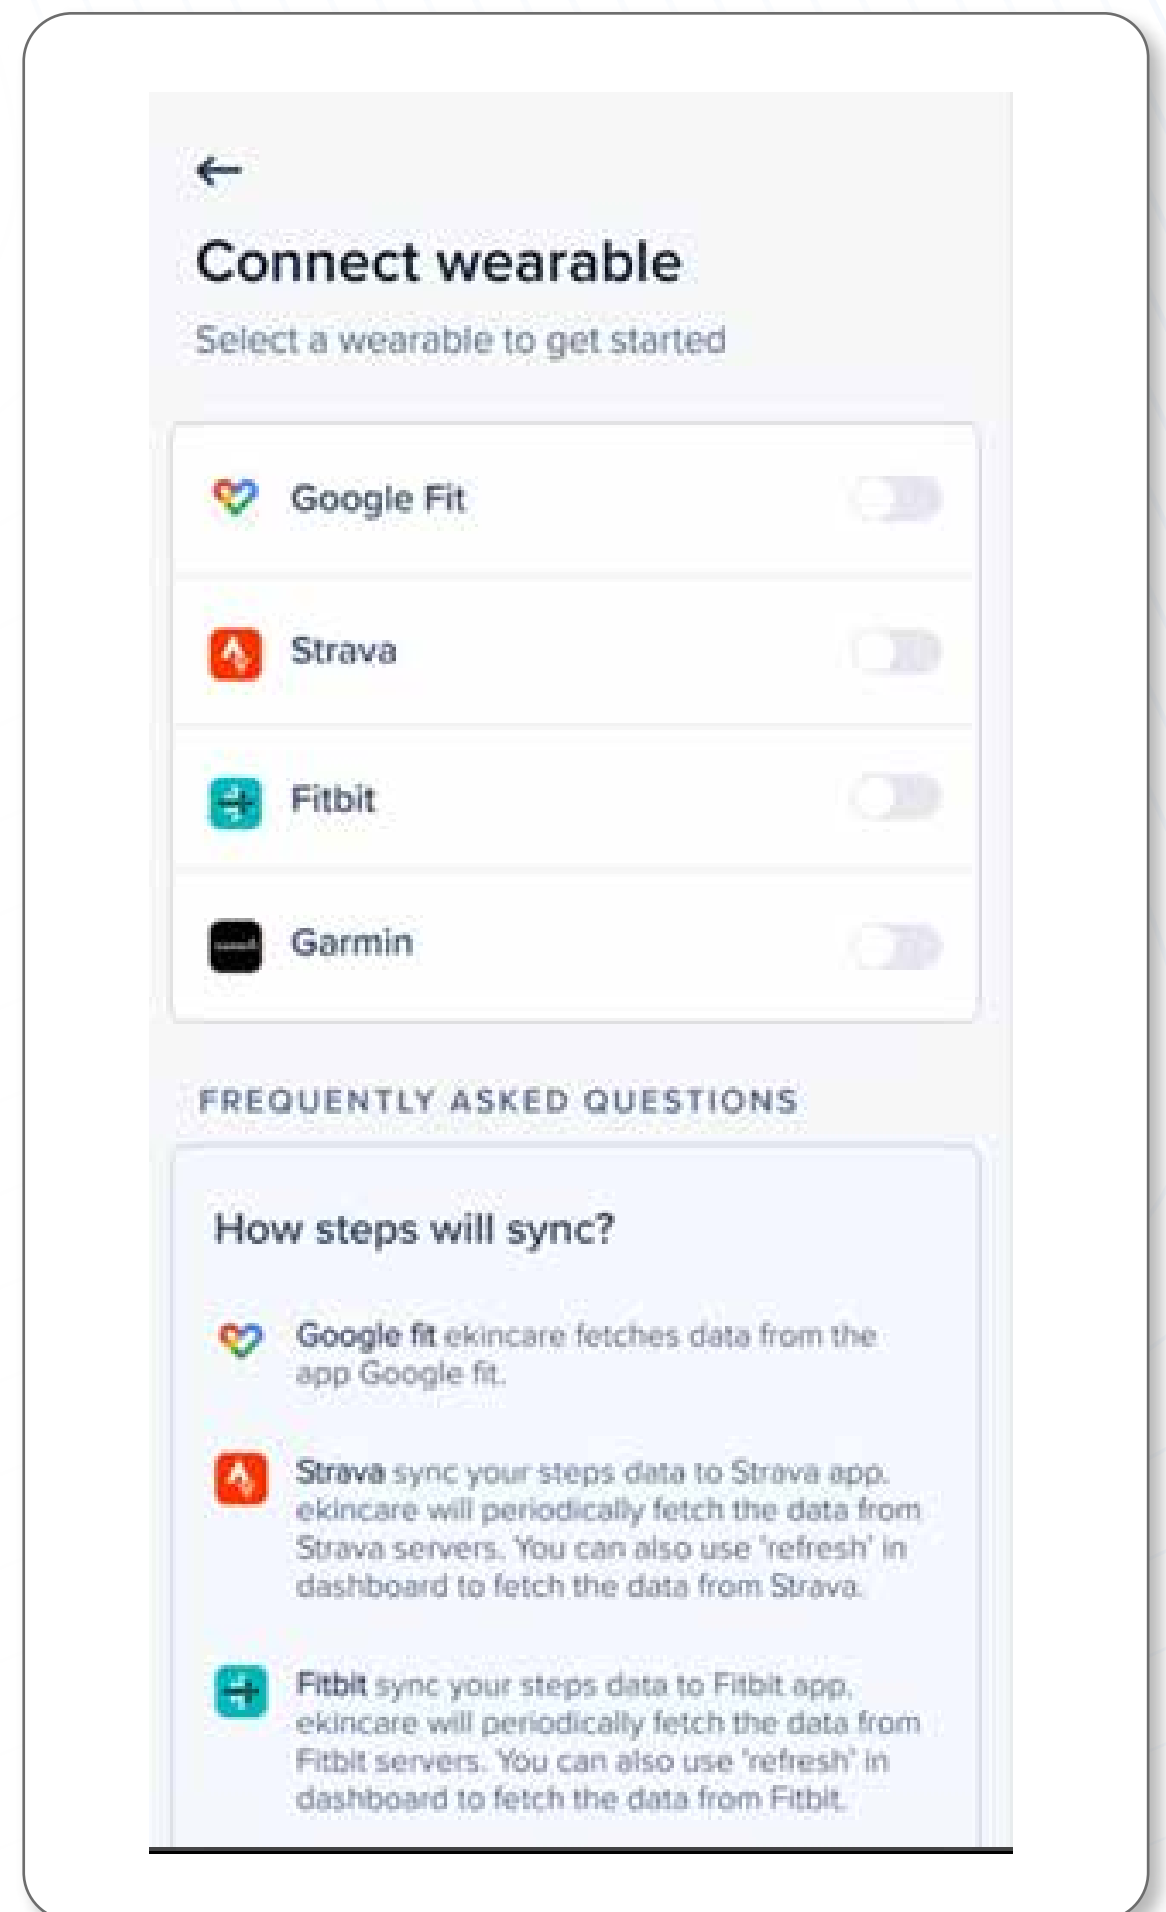 Connect wearable
Select a wearable to get started
Google Fit
Strava
Fitbit
Garmin
FREQUENTLY ASKED QUESTIONS
How steps will sync?
Google fit ekincare fetches data from the
app Google fit.
Strava sync your steps data to Strava app.
ekincare will periodically fetch the data from
Strava servers. You can also use 'refresh' in
dashboard to fetch the data from Strava.
Fitbit sync your steps data to Fitbit app.
ekincare will periodically fetch the data from
Fitbit servers. You can also use 'refresh' in
dashboard to fetch the data from Fitbit.